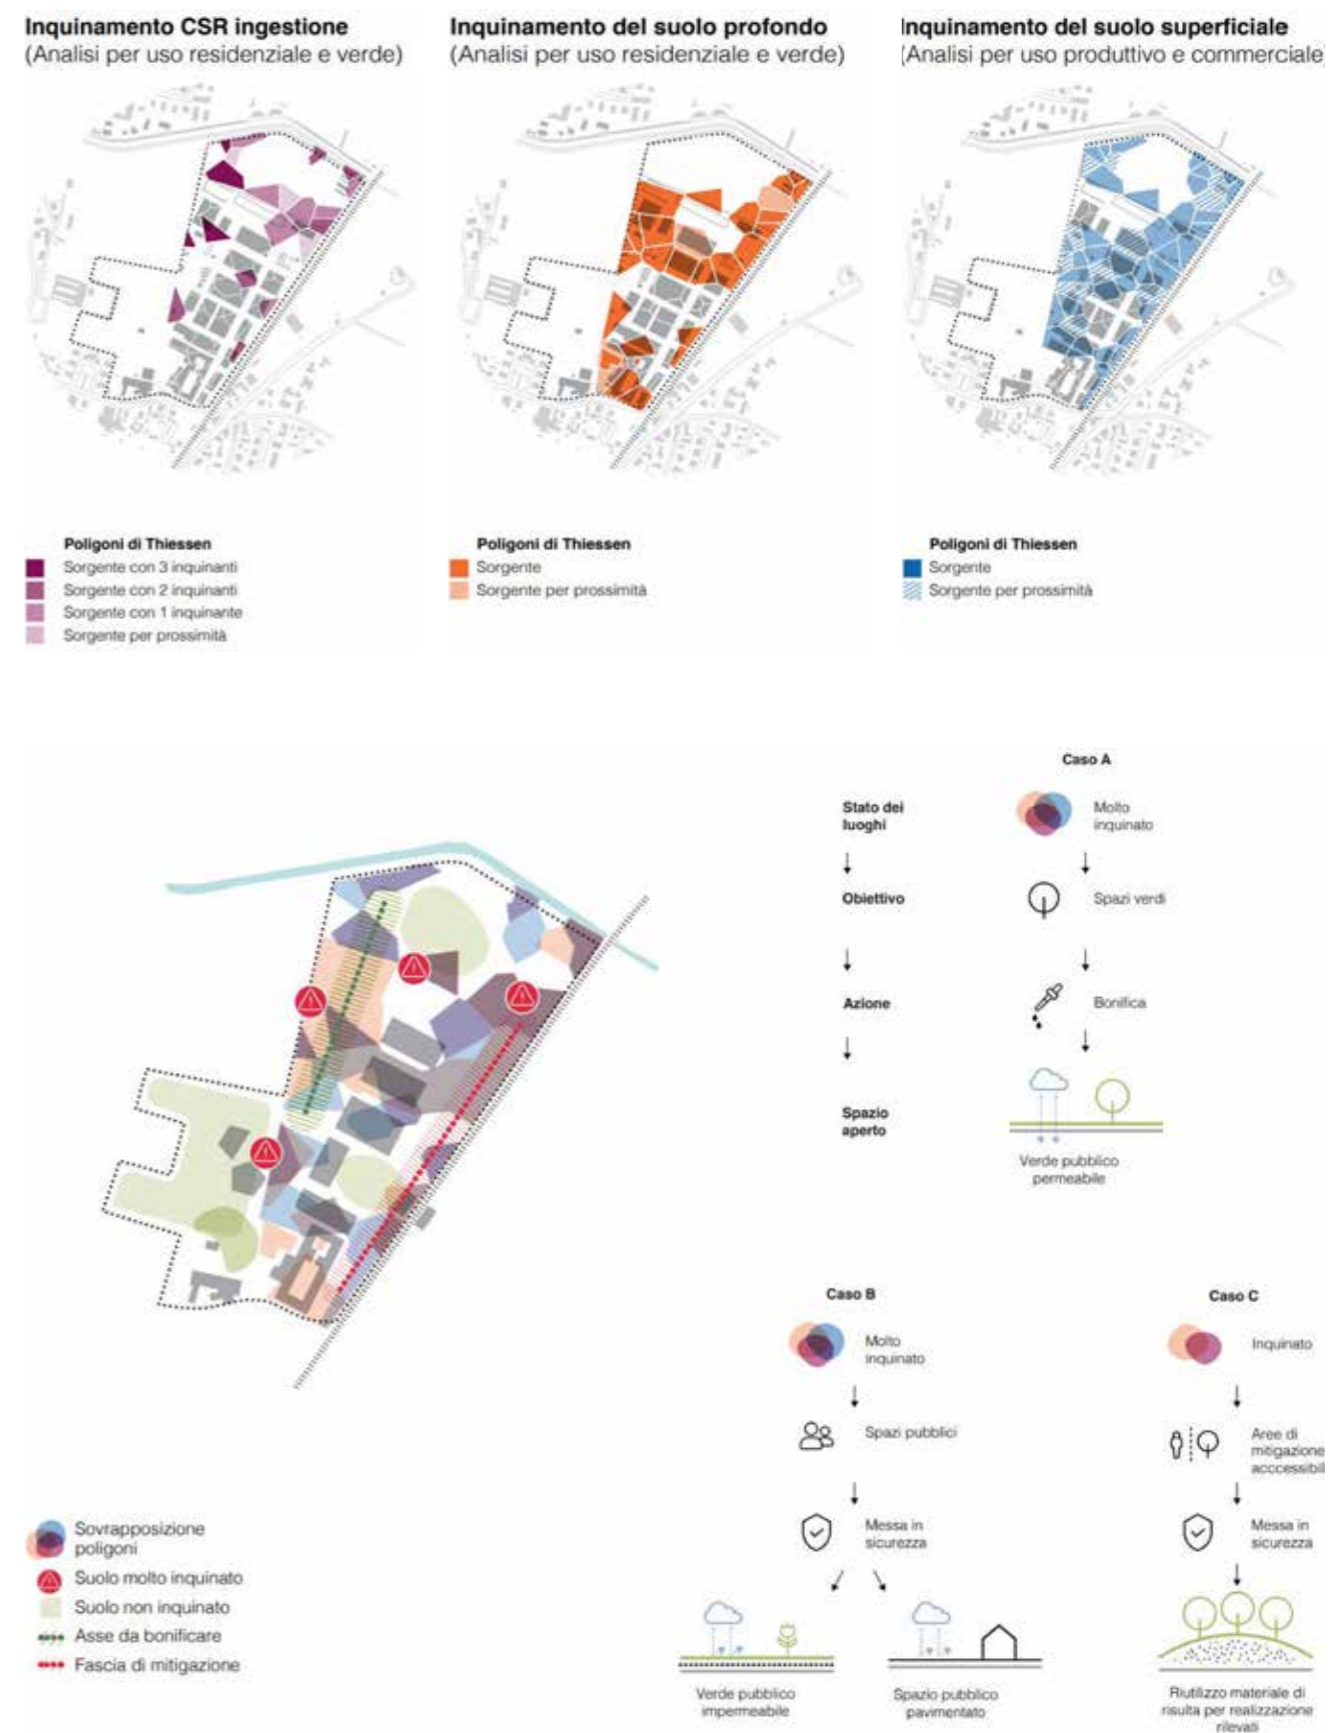 Inquinamento CSR ingestione
(Analisi per uso residenziale e verde)
Inquinamento del suolo profondo
(Analisi per uso residenziale e verde)
Inquinamento del suolo superficiale
(Analisi per uso produttivo e commerciale)
Poligoni di Thiessen
Sorgente con 3 inquinanti
Sorgente con 2 inquinanti
Sorgente con 1 inquinante
Sorgente per prossimità
Poligoni di Thiessen
Sorgente
Sorgente per prossimità
Poligoni di Thiessen
Sorgente
Sorgente per prossimità
Caso A
Stato dei
luoghi
Molto
inquinato
Obiettivo
Spazi verdi
Azione
Bonifica
Spazio
aperto
Verde pubblico
permeabile
Caso B
Molto
inquinato
Spazi pubblici
Messa in
sicurezza
Verde pubblico
impermeabile
Spazio pubblico
pavimentato
Caso C
Inquinato
Aree di
mitigazione
acccessibil
Messa in
sicurezza
Riutilizzo materiale di
risulta per realizzazione
rilevati
Sovrapposizione
poligoni
Suolo molto inquinato
Suolo non inquinato
Asse da bonificare
Fascia di mitigazione